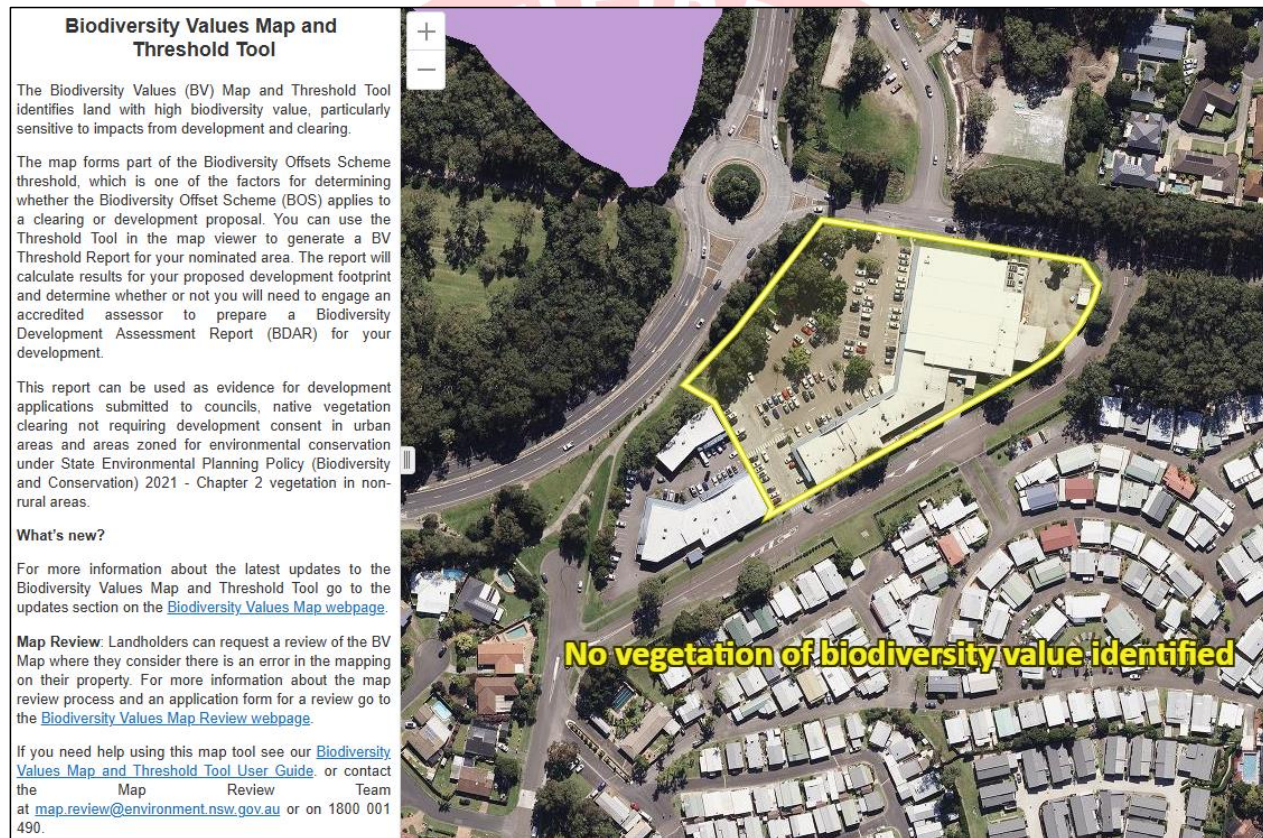 Biodiversity Values Map and
Threshold Tool
The Biodiversity Values (BV) Map and Threshold Tool
identifies land with high biodiversity value, particularly
sensitive to impacts from development and clearing.
The map forms part of the Biodiversity Offsets Scheme
threshold, which is one of the factors for determining
whether the Biodiversity Offset Scheme (BOS) applies to
a clearing or development proposal. You can use the
Threshold Tool in the map viewer to generate a BV
Threshold Report for your nominated area. The report will
calculate results for your proposed development footprint
and determine whether or not you will need to engage an
accredited assessor to prepare a Biodiversity
Development Assessment Report (BDAR) for your
development.
This report can be used as evidence for development
applications submitted to councils, native vegetation
clearing not requiring development consent in urban
areas and areas zoned for environmental conservation
under State Environmental Planning Policy (Biodiversity
and Conservation) 2021 - Chapter 2 vegetation in non-
rural areas.
What's new?
For more information about the latest updates to the
Biodiversity Values Map and Threshold Tool go to the
updates section on the Biodiversity Values Map webpage.
Map Review: Landholders can request a review of the BV
Map where they consider there is an error in the mapping
on their property. For more information about the map
review process and an application form for a review go to
the Biodiversity Values Map Review webpage.
If you need help using this map tool see our Biodiversity
Values Map and Threshold Tool User Guide. or contact
the Map Review Team
at map.review@environment.nsw.gov.au or on 1800 001
490.
+
−
No vegetation of biodiversity value identified